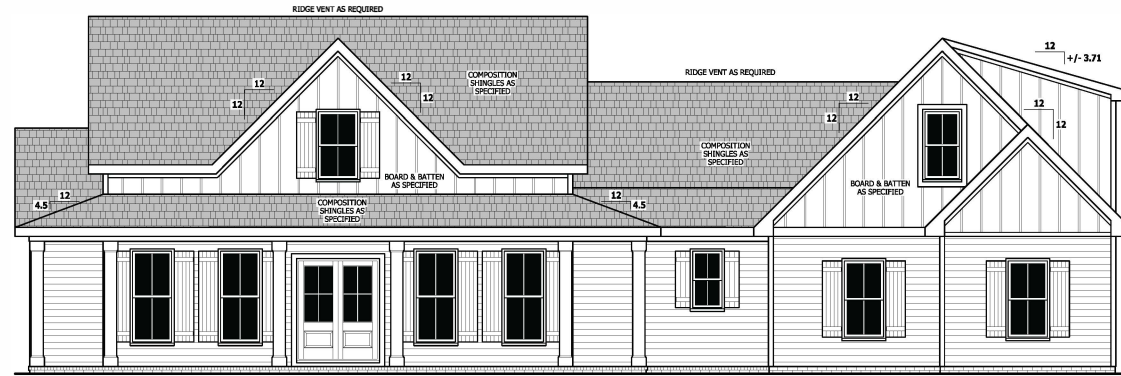 RIDGE VENT AS REQUIRED
12
+/- 3.71
12
12
COMPOSITION
SHINGLES AS
SPECIFIED
RIDGE VENT AS REQUIRED
12
12
12
12
12
12
COMPOSITION
SHINGLES AS
SPECIFIED
BOARD & BATTEN
AS SPECIFIED
BOARD & BATTEN
AS SPECIFIED
12
4.5
COMPOSITION
SHINGLES AS
SPECIFIED
12
4.5